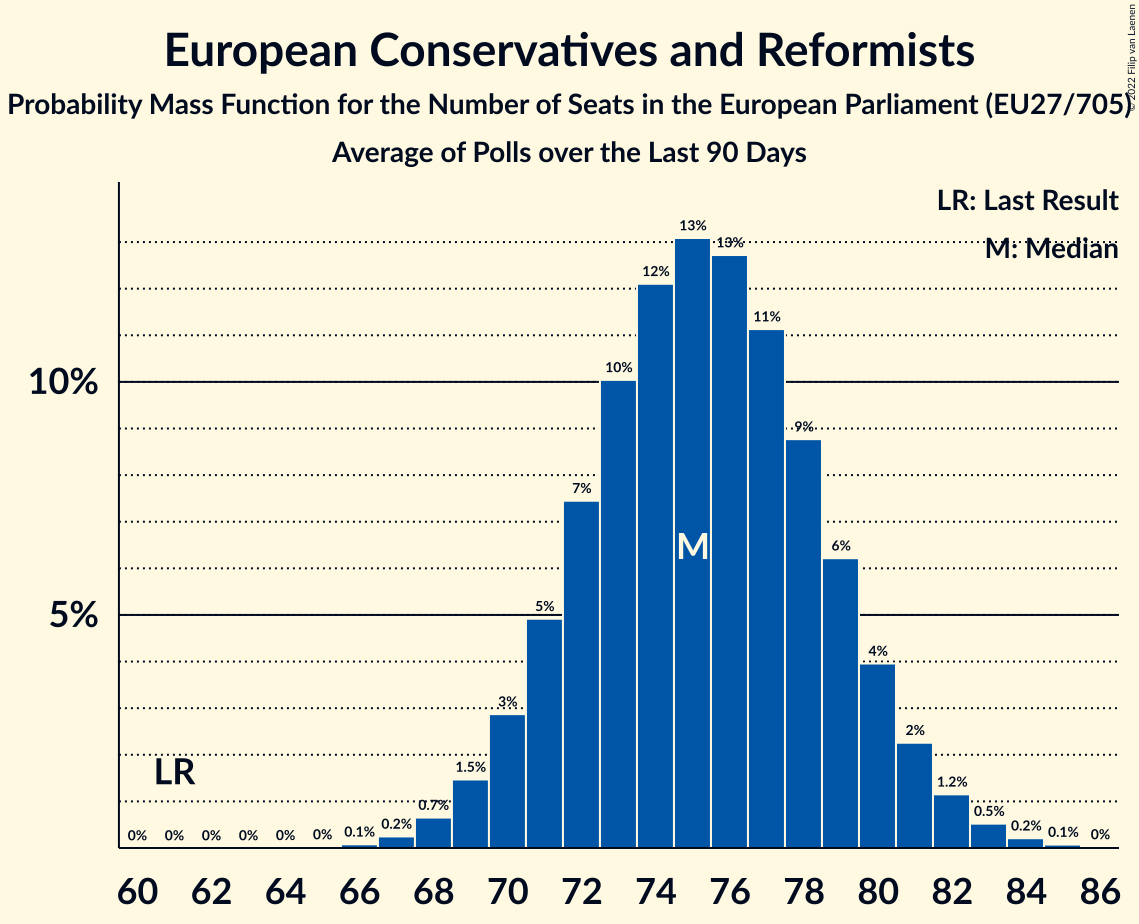 European Conservatives and Reformists
Probability Mass Function for the Number of Seats in the European Parliament (EU27/705)
Average of Polls over the Last 90 Days
© 2022 Filip van Laenen
LR: Last Result
M: Median
10%
5%
LR
M
0% 0% 0% 0% 0% 0% 0.1% 0.2% 0.7% 1.5% 3% 5% 7% 10% 12% 13% 13% 11% 9% 6% 4% 2% 1.2% 0.5% 0.2% 0.1% 0%
60 62 64 66 68 70 72 74 76 78 80 82 84 86